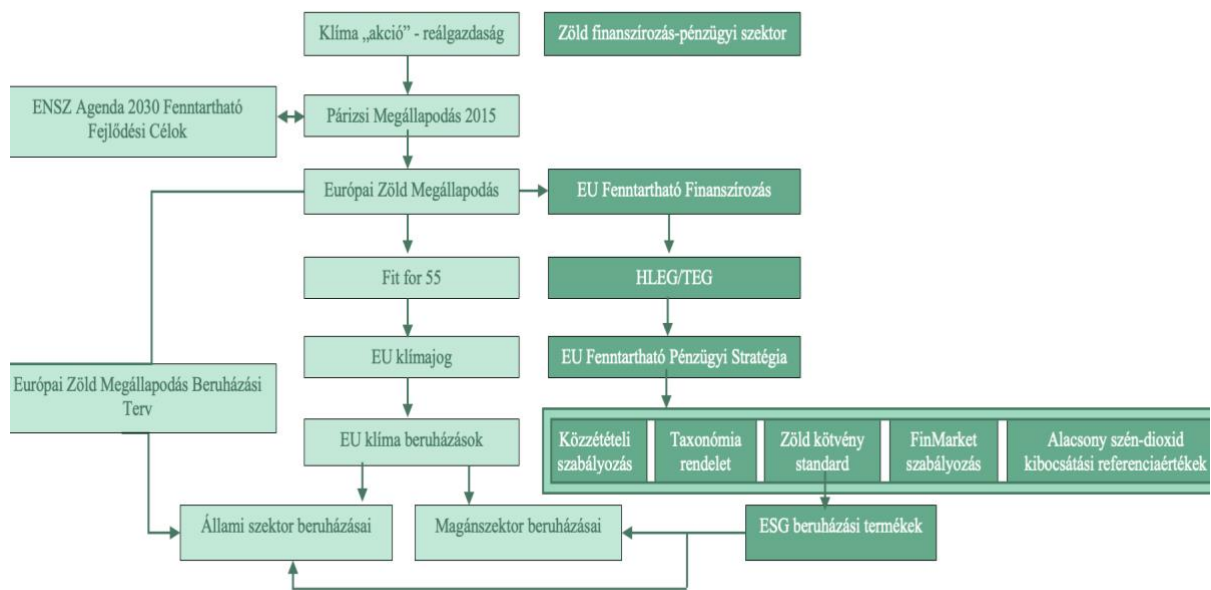 Klíma „akció” - reálgazdaság
Zöld finanszírozás-pénzügyi szektor
ENSZ Agenda 2030 Fenntartható
Fejlődési Célok
Párizsi Megállapodás 2015
Európai Zöld Megállapodás
EU Fenntartható Finanszírozás
Fit for 55
HLEG/TEG
EU klímajog
EU Fenntartható Pénzügyi Stratégia
Európai Zöld Megállapodás Beruházási
Terv
EU klíma beruházások
Közzétételi
szabályozás
Taxonómia
rendelet
Zöld kötvény
standard
FinMarket
szabályozás
Alacsony szén-dioxid
kibocsátási referenciaértékek
Állami szektor beruházásai
Magánszektor beruházásai
ESG beruházási termékek